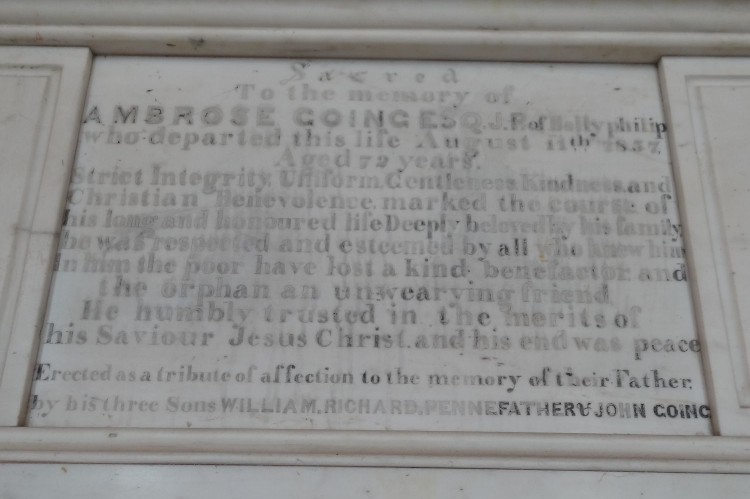 Sacred
To the memory of
AMBROSE GOING ESQ. J.P. of Ballyphilip
who departed this life August 11th 1857.
Aged 72 years.
Strict Integrity, Uniform, Gentleness, Kindness, and
Christian Benevolence, marked the course of
his long and honoured life Deeply beloved by his family
he was respected and esteemed by all who knew him
In him the poor have lost a kind benefactor and
the orphan an unwearying friend
He humbly trusted in the merits of
his Saviour Jesus Christ. and his end was peace
Erected as a tribute of affection to the memory of their Father.
by his three Sons WILLIAM, RICHARD, PENNEFATHER & JOHN GOING